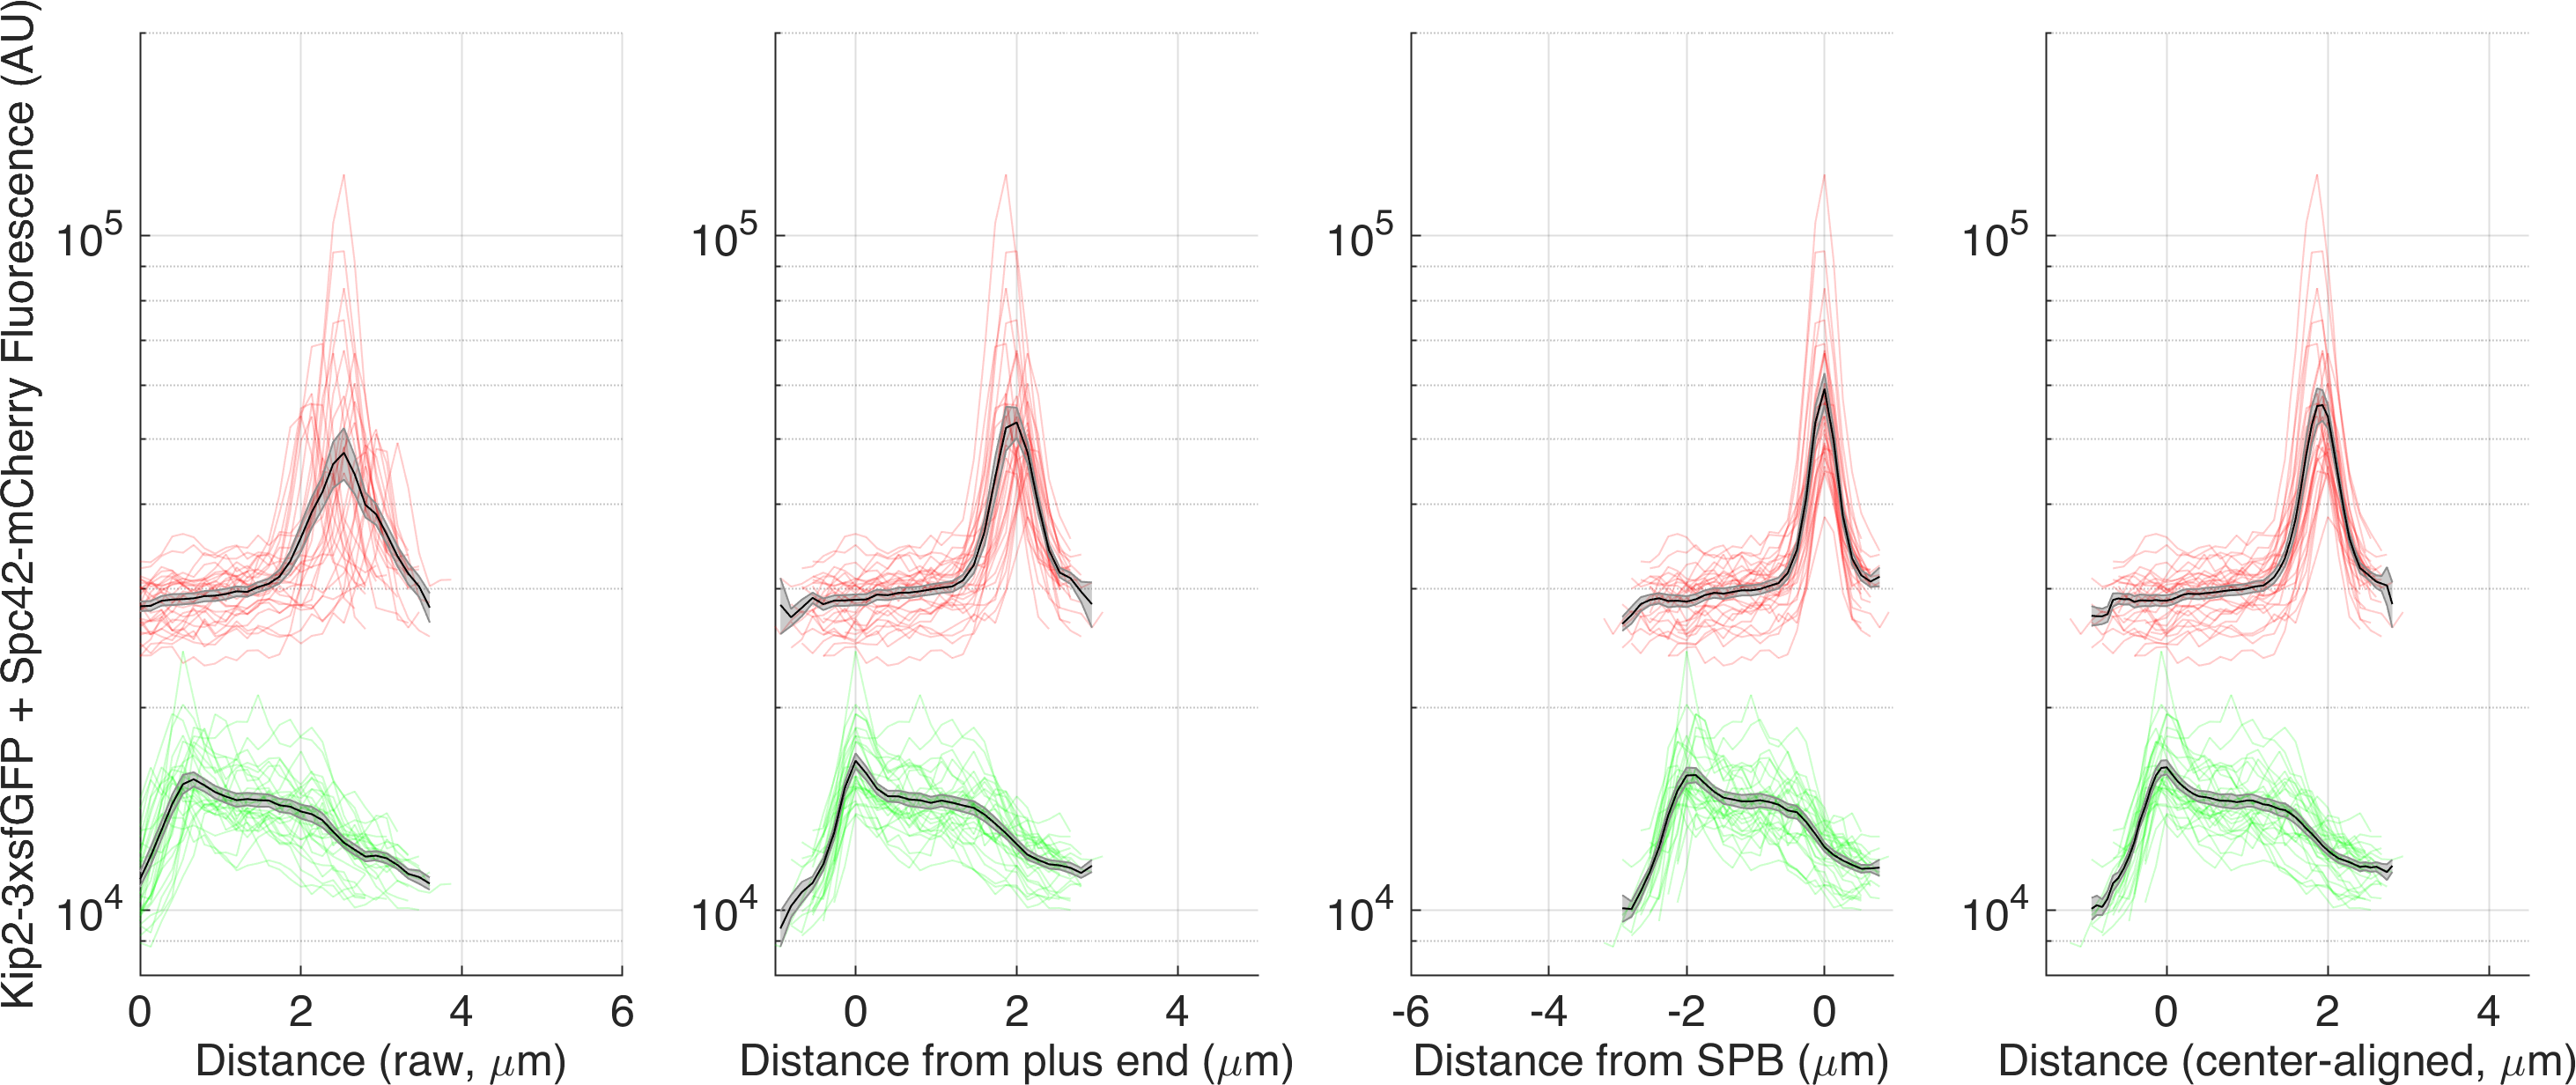 Kip2-3xsfGFP + Spc42-mCherry Fluorescence (AU)
10^5
10^4
0 2 4 6
Distance (raw, μm)
10^5
10^4
0 2 4
Distance from plus end (μm)
10^5
10^4
-6 -4 -2 0
Distance from SPB (μm)
10^5
10^4
0 2 4
Distance (center-aligned, μm)